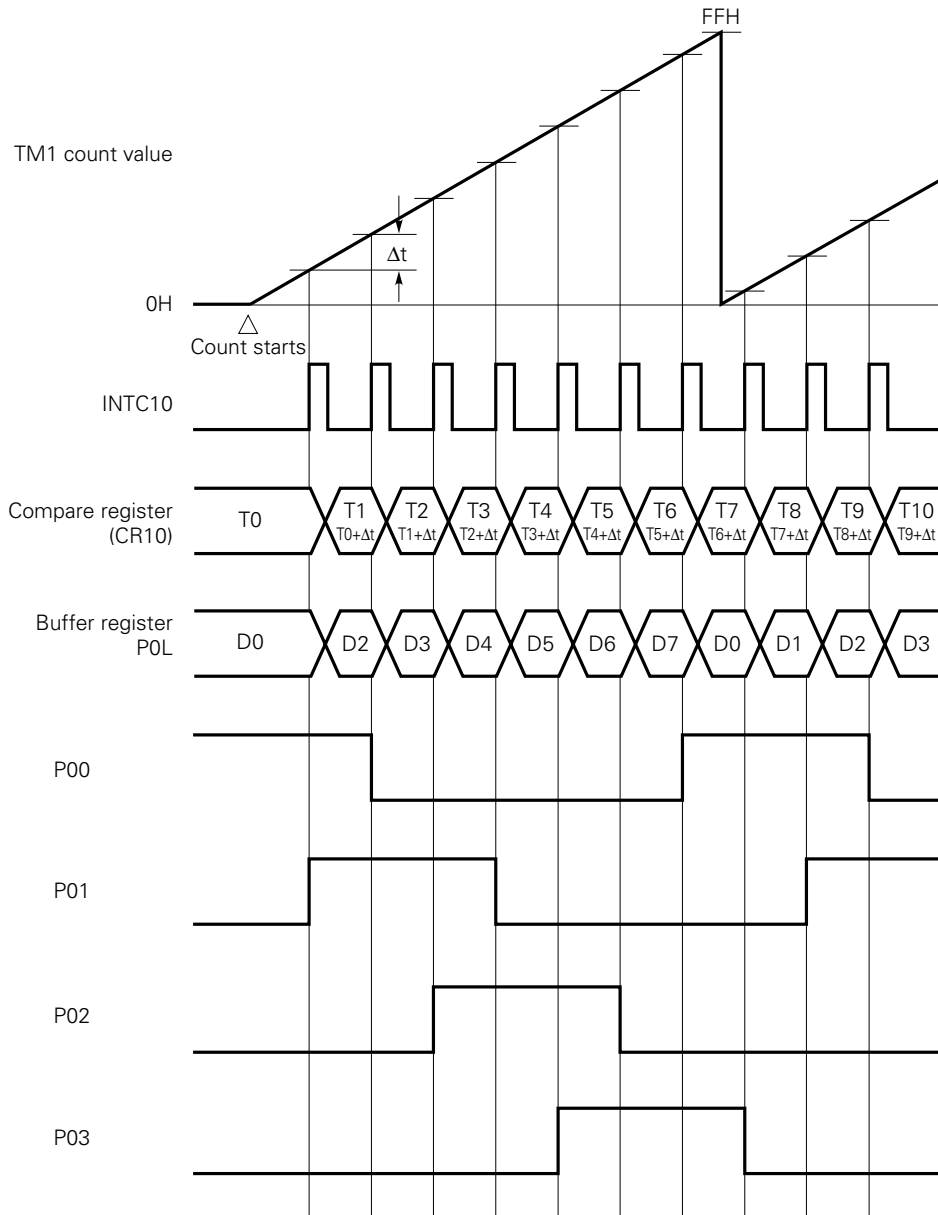 FFH
TM1 count value
Δt
0H
△
Count starts
INTC10
Compare register
(CR10)
T0
T1
T0+Δt
T2
T1+Δt
T3
T2+Δt
T4
T3+Δt
T5
T4+Δt
T6
T5+Δt
T7
T6+Δt
T8
T7+Δt
T9
T8+Δt
T10
T9+Δt
Buffer register
P0L
D0 D2 D3 D4 D5 D6 D7 D0 D1 D2 D3
P00
P01
P02
P03